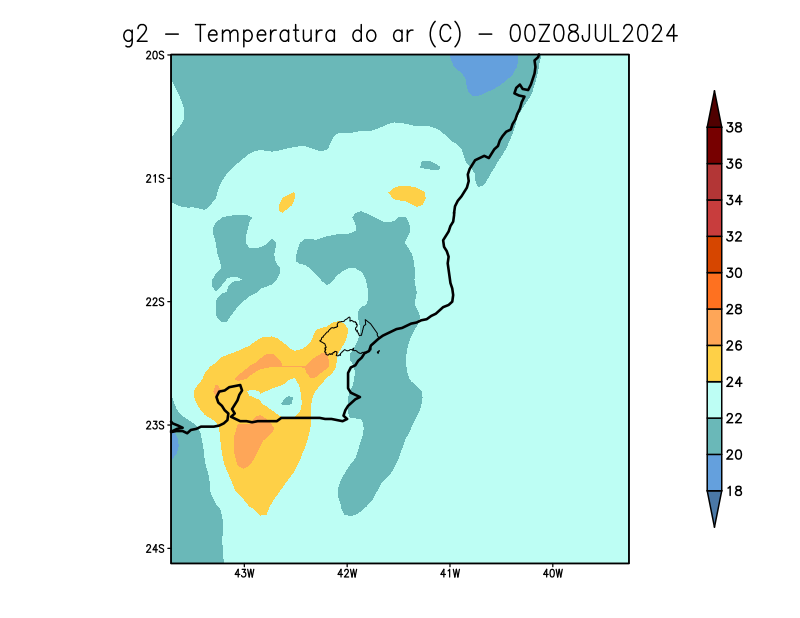 g2 – Temperatura do ar (C) – 00Z08JUL2024
20S
21S
22S
23S
24S
43W
42W
41W
40W
38
36
34
32
30
28
26
24
22
20
18